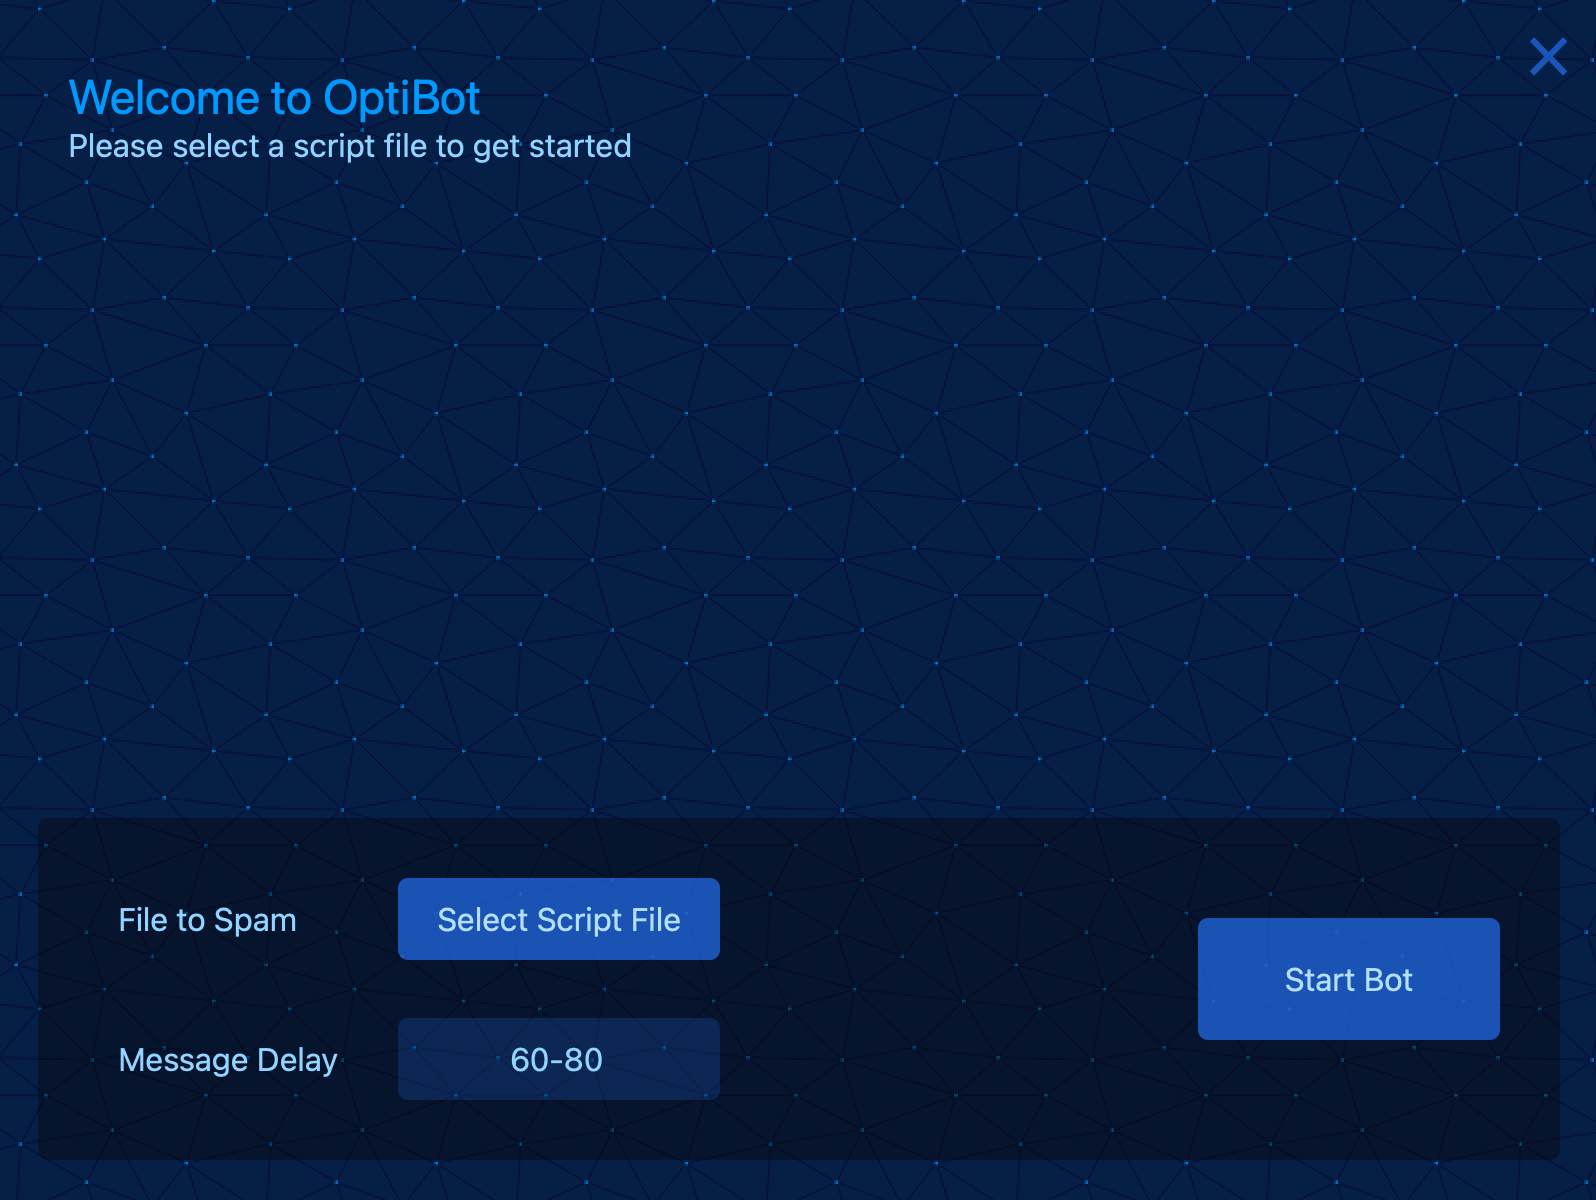 Welcome to OptiBot
Please select a script file to get started
File to Spam
Select Script File
Start Bot
Message Delay
60-80